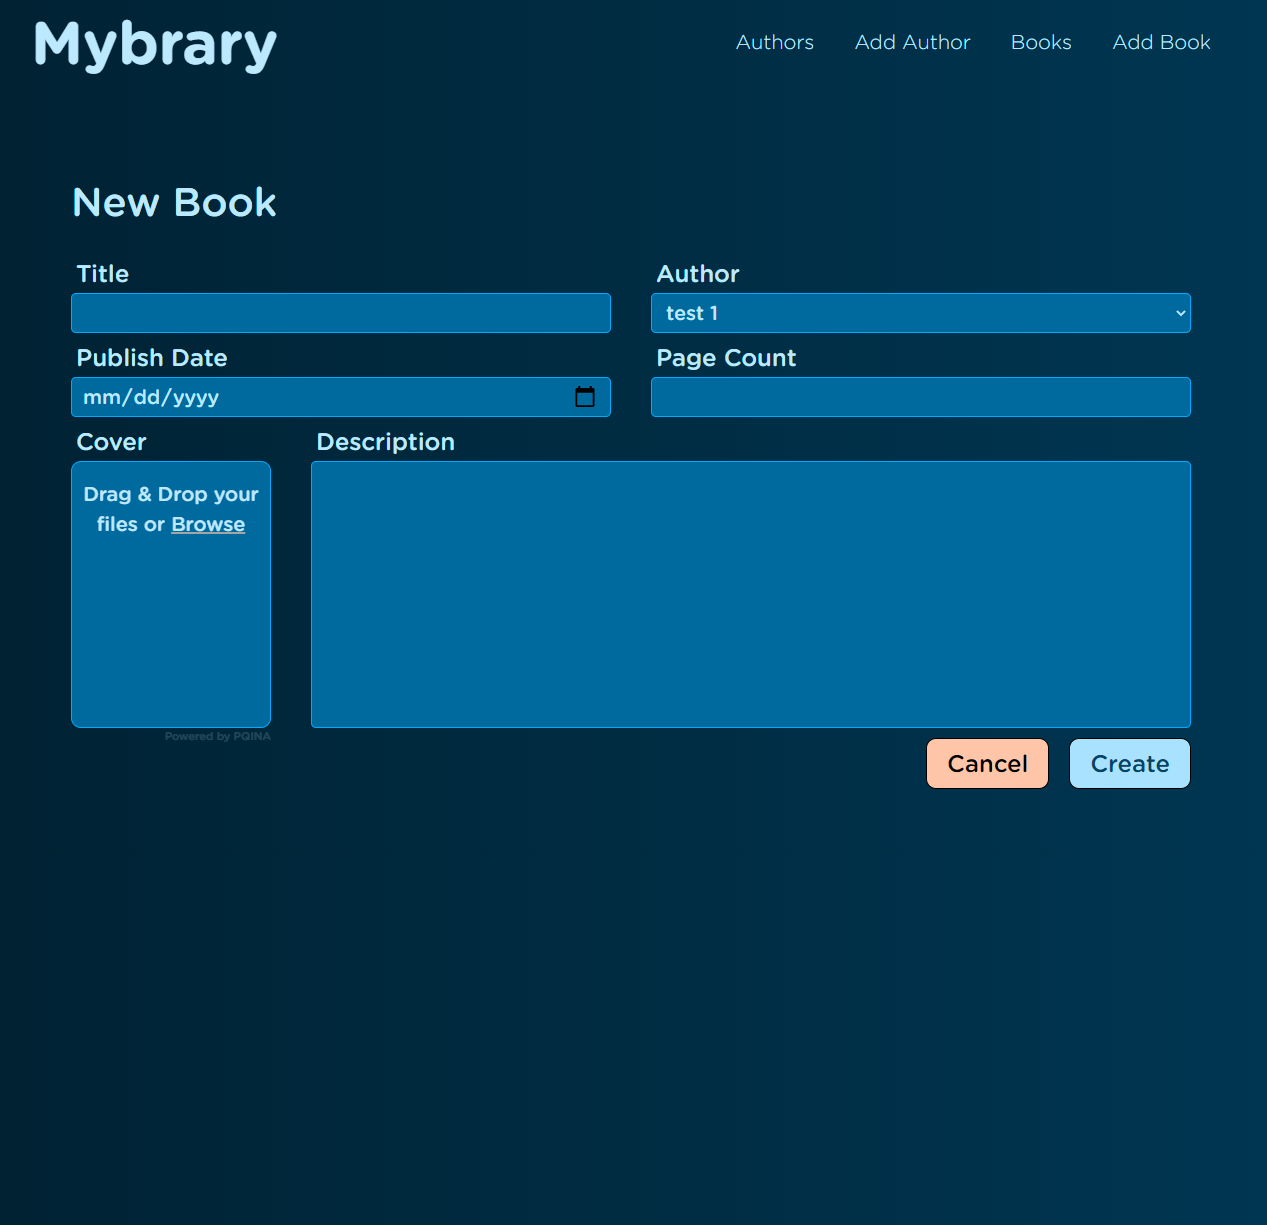 Mybrary
Authors Add Author Books Add Book
New Book
Title
Author
test 1
Publish Date
mm/dd/yyyy
Page Count
Cover
Drag & Drop your
files or Browse
Powered by PQINA
Description
Cancel Create